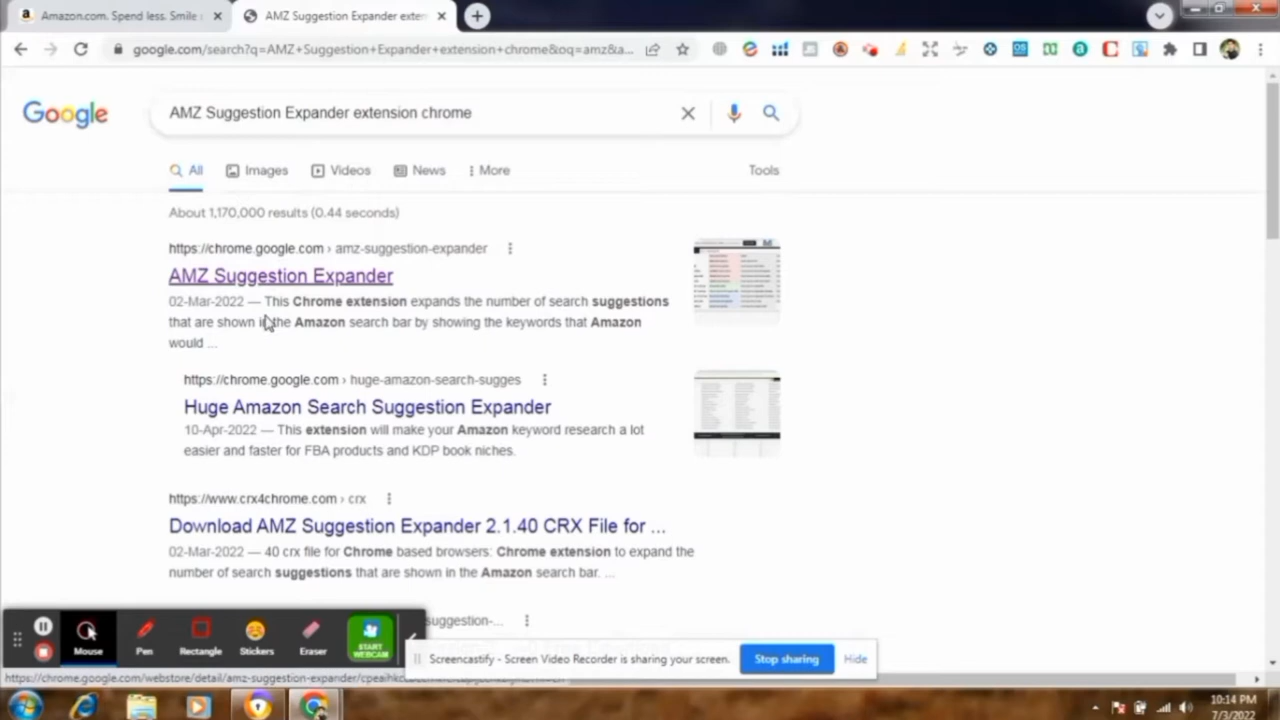 Amazon.com. Spend less. Smile
AMZ Suggestion Expander exten
google.com/search?q=AMZ+Suggestion+Expander+extension+chrome&oq=amz&a...
Google
AMZ Suggestion Expander extension chrome
All
Images
Videos
News
More
Tools
About 1,170,000 results (0.44 seconds)
https://chrome.google.com › amz-suggestion-expander
AMZ Suggestion Expander
02-Mar-2022 — This Chrome extension expands the number of search suggestions
that are shown in the Amazon search bar by showing the keywords that Amazon
would ...
https://chrome.google.com › huge-amazon-search-sugges
Huge Amazon Search Suggestion Expander
10-Apr-2022 — This extension will make your Amazon keyword research a lot
easier and faster for FBA products and KDP book niches.
https://www.crx4chrome.com › crx
Download AMZ Suggestion Expander 2.1.40 CRX File for ...
02-Mar-2022 — 40 crx file for Chrome based browsers: Chrome extension to expand the
number of search suggestions that are shown in the Amazon search bar. ...
suggestion-...
Mouse
Pen
Rectangle
Stickers
Eraser
START WEBCAM
Screencastify - Screen Video Recorder is sharing your screen.
Stop sharing
Hide
https://chrome.google.com/webstore/detail/amz-suggestion-expander/
10:14 PM
7/3/2022